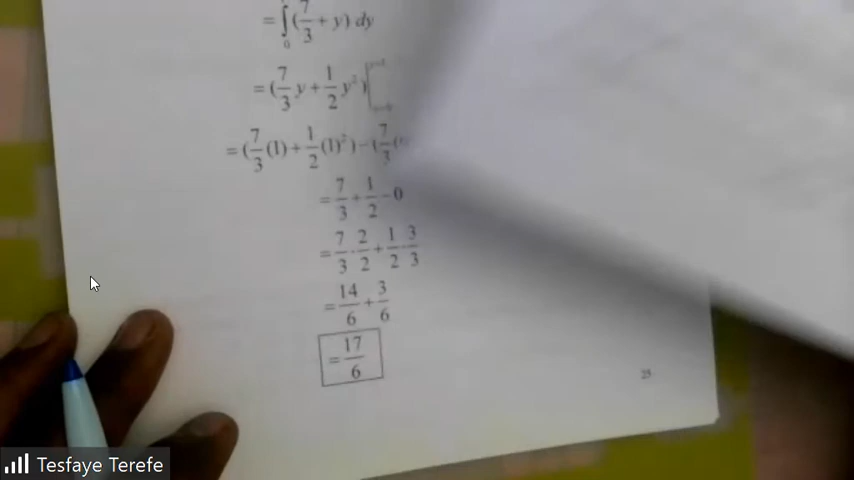 = ∫₀ (7/3 + y) dy
= (7/3 y + 1/2 y²) |
= (7/3 (1) + 1/2 (1)²) − (7/3 (
= 7/3 + 1/2 − 0
= 7/3 · 2/2 + 1/2 · 3/3
= 14/6 + 3/6
= 17/6
25
Tesfaye Terefe